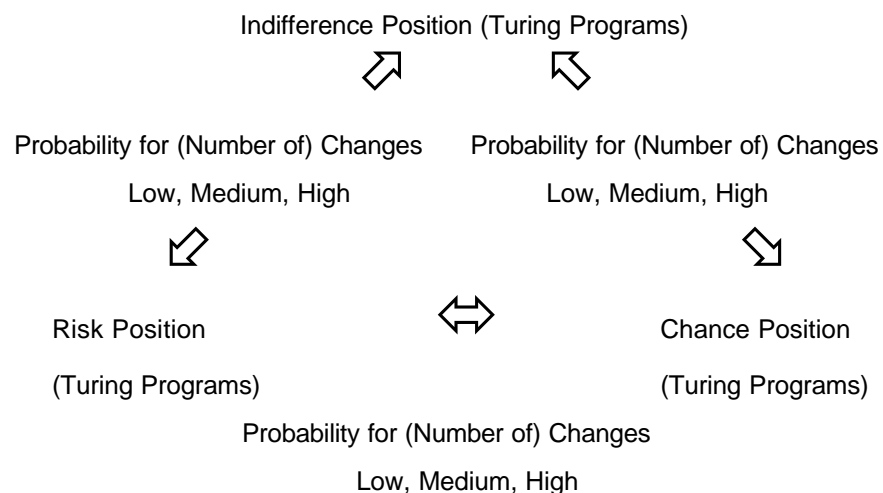 Indifference Position (Turing Programs)
Probability for (Number of) Changes
Low, Medium, High
Probability for (Number of) Changes
Low, Medium, High
Risk Position
(Turing Programs)
Chance Position
(Turing Programs)
Probability for (Number of) Changes
Low, Medium, High